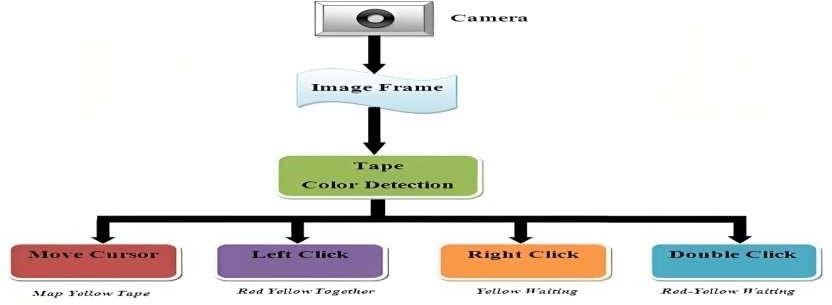 Camera
Image Frame
Tape
Color Detection
Move Cursor
Left Click
Right Click
Double Click
Map Yellow Tape
Red Yellow Together
Yellow Waiting
Red-Yellow Waiting